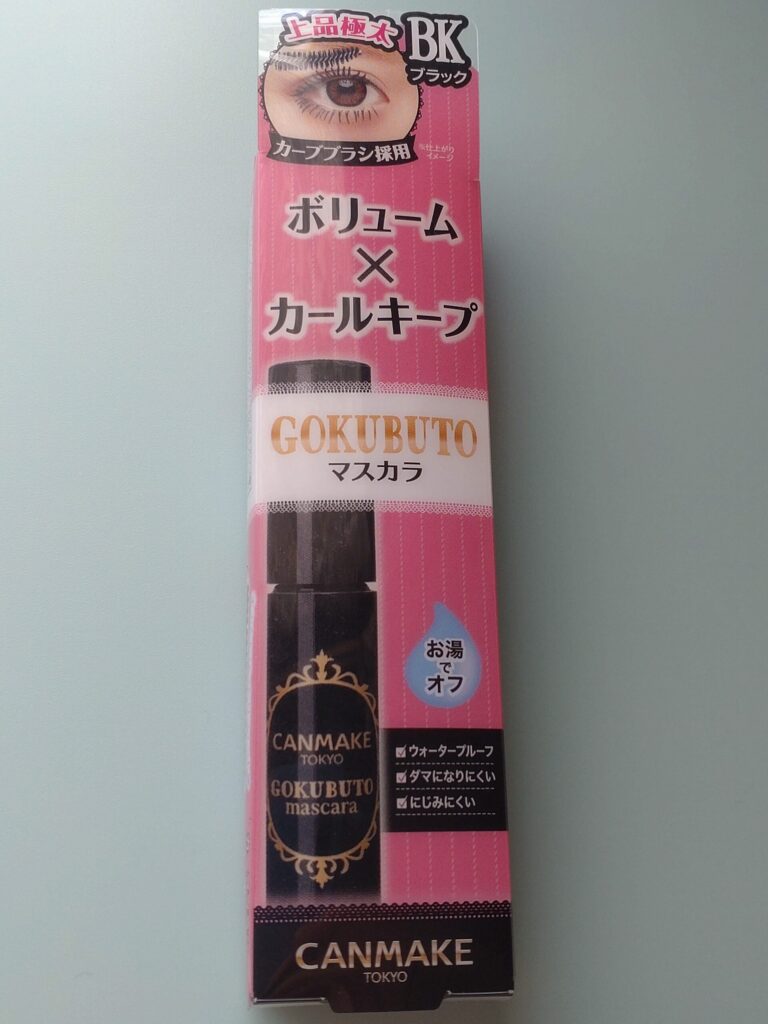 上品極太
BK
ブラック
カーブブラシ採用
※仕上がり
イメージ
ボリューム
×
カールキープ
GOKUBUTO
マスカラ
お湯
で
オフ
CANMAKE
TOKYO
GOKUBUTO
mascara
ウォータープルーフ
ダマになりにくい
にじみにくい
CANMAKE
TOKYO